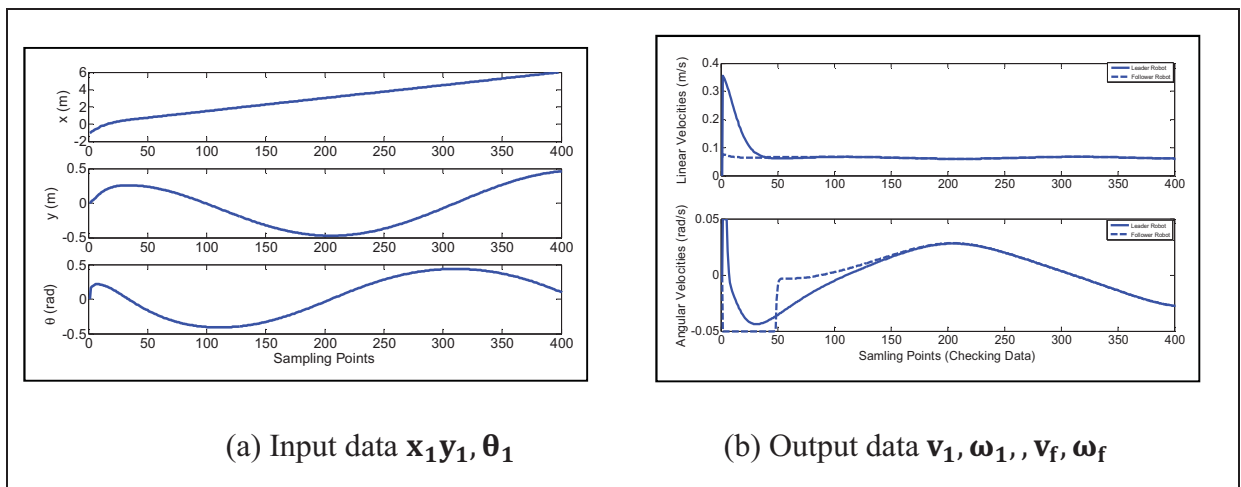 x (m)
6
4
2
0
-2
0 50 100 150 200 250 300 350 400
y (m)
0.5
0
-0.5
0 50 100 150 200 250 300 350 400
θ (rad)
0.5
0
-0.5
0 50 100 150 200 250 300 350 400
Sampling Points
Linear Velocities (m/s)
0.4
0.3
0.2
0.1
0
0 50 100 150 200 250 300 350 400
Leader Robot
Follower Robot
Angular Velocities (rad/s)
0.05
0
-0.05
0 50 100 150 200 250 300 350 400
Leader Robot
Follower Robot
Samling Points (Checking Data)
(a) Input data x₁y₁, θ₁
(b) Output data v₁, ω₁, , v_f, ω_f